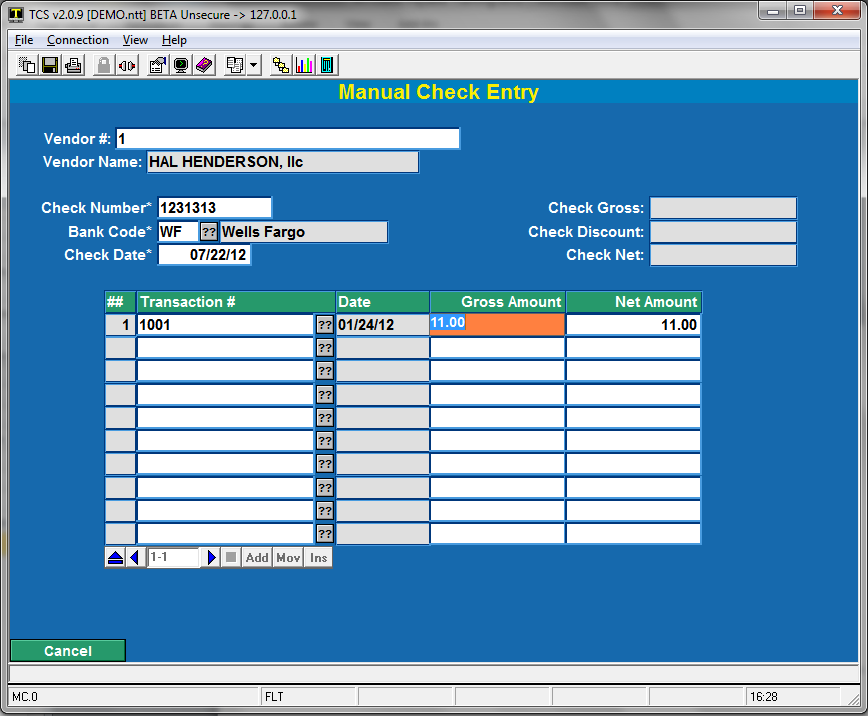 TCS v2.0.9 [DEMO.ntt] BETA Unsecure -> 127.0.0.1
File Connection View Help
Manual Check Entry
Vendor #: 1
Vendor Name: HAL HENDERSON, llc
Check Number* 1231313 Check Gross:
Bank Code* WF ?? Wells Fargo Check Discount:
Check Date* 07/22/12 Check Net:
## Transaction # Date Gross Amount Net Amount
1 1001 ?? 01/24/12 11.00 11.00
??
??
??
??
??
??
??
??
??
1-1 Add Mov Ins
Cancel
MC.0 FLT 16:28